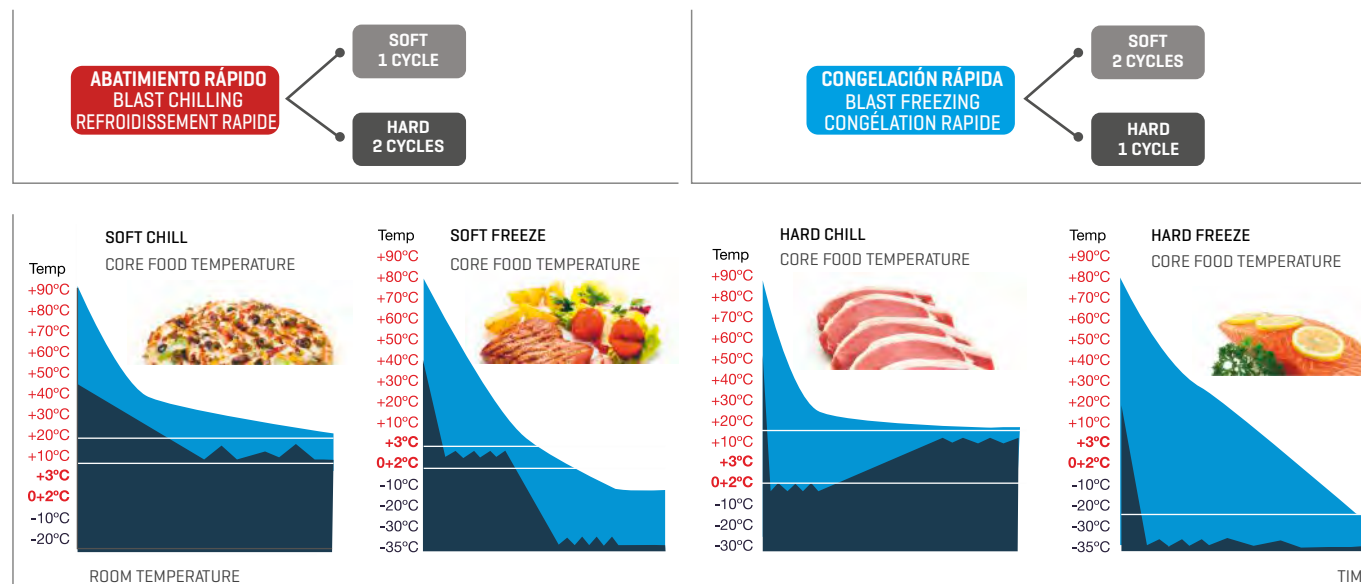 ABATIMIENTO RÁPIDO
BLAST CHILLING
REFROIDISSEMENT RAPIDE
SOFT
1 CYCLE
HARD
2 CYCLES
CONGELACIÓN RÁPIDA
BLAST FREEZING
CONGÉLATION RAPIDE
SOFT
2 CYCLES
HARD
1 CYCLE
SOFT CHILL
CORE FOOD TEMPERATURE
Temp
+90ºC
+80ºC
+70ºC
+60ºC
+50ºC
+40ºC
+30ºC
+20ºC
+10ºC
+3ºC
0+2ºC
-10ºC
-20ºC
SOFT FREEZE
CORE FOOD TEMPERATURE
Temp
+90ºC
+80ºC
+70ºC
+60ºC
+50ºC
+40ºC
+30ºC
+20ºC
+10ºC
+3ºC
0+2ºC
-10ºC
-20ºC
-30ºC
-35ºC
HARD CHILL
CORE FOOD TEMPERATURE
Temp
+90ºC
+80ºC
+70ºC
+60ºC
+50ºC
+40ºC
+30ºC
+20ºC
+10ºC
+3ºC
0+2ºC
-10ºC
-20ºC
-30ºC
HARD FREEZE
CORE FOOD TEMPERATURE
Temp
+90ºC
+80ºC
+70ºC
+60ºC
+50ºC
+40ºC
+30ºC
+20ºC
+10ºC
+3ºC
0+2ºC
-10ºC
-20ºC
-30ºC
-35ºC
ROOM TEMPERATURE
TIM